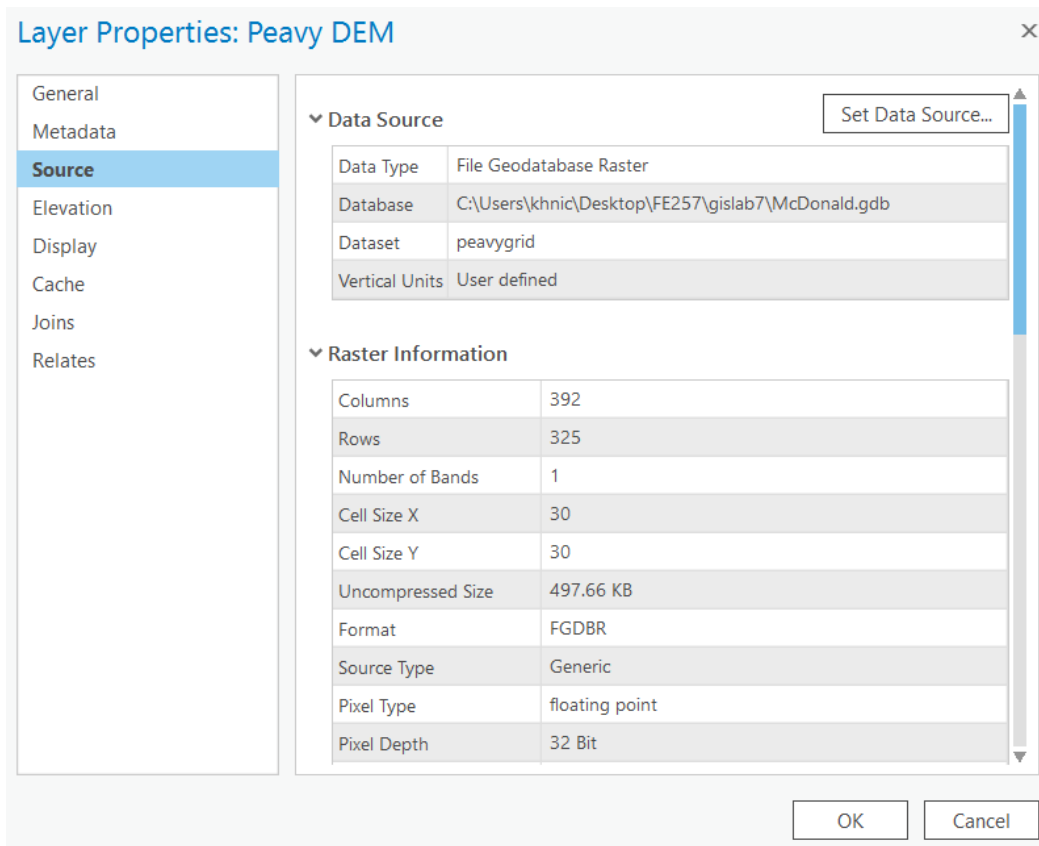 Layer Properties: Peavy DEM
General
Metadata
Source
Elevation
Display
Cache
Joins
Relates
Data Source
Set Data Source...
Data Type File Geodatabase Raster
Database C:\Users\khnic\Desktop\FE257\gislab7\McDonald.gdb
Dataset peavygrid
Vertical Units User defined
Raster Information
Columns 392
Rows 325
Number of Bands 1
Cell Size X 30
Cell Size Y 30
Uncompressed Size 497.66 KB
Format FGDBR
Source Type Generic
Pixel Type floating point
Pixel Depth 32 Bit
OK Cancel